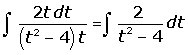 ∫ 2t dt / ((t² − 4) t) = ∫ 2 / (t² − 4) dt